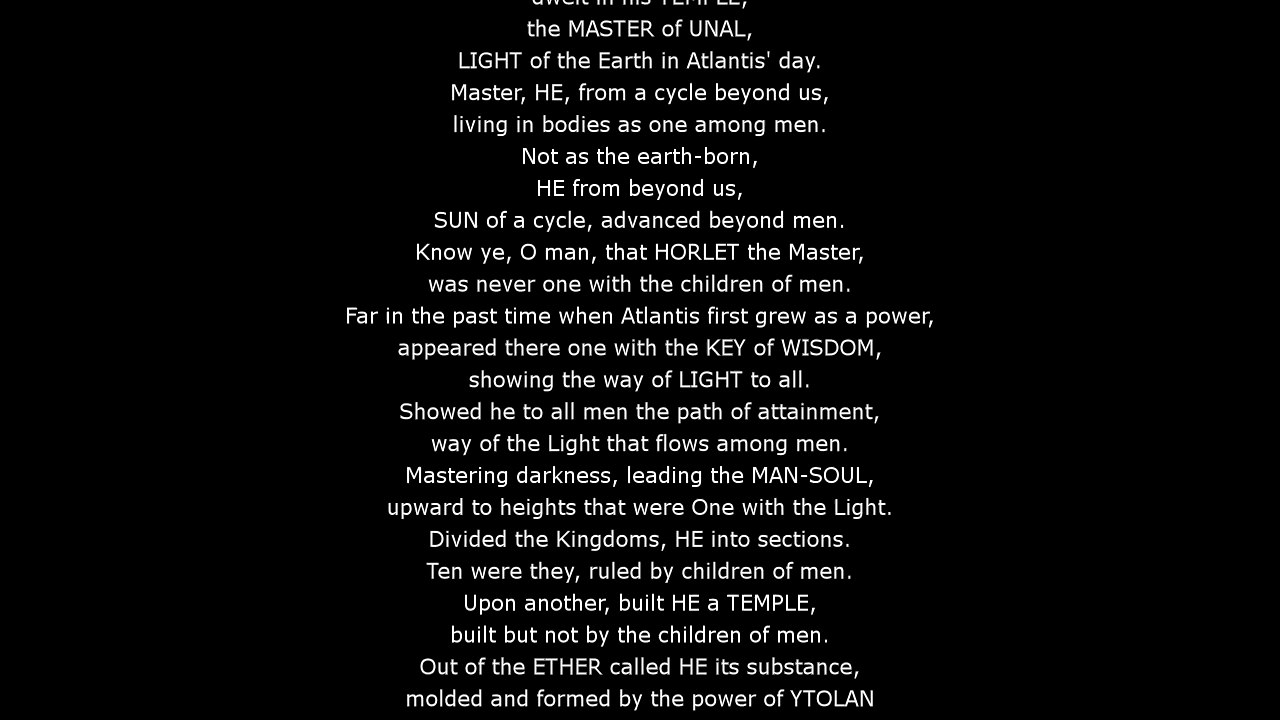 dwelt in his TEMPLE,
the MASTER of UNAL,
LIGHT of the Earth in Atlantis' day.
Master, HE, from a cycle beyond us,
living in bodies as one among men.
Not as the earth-born,
HE from beyond us,
SUN of a cycle, advanced beyond men.
Know ye, O man, that HORLET the Master,
was never one with the children of men.
Far in the past time when Atlantis first grew as a power,
appeared there one with the KEY of WISDOM,
showing the way of LIGHT to all.
Showed he to all men the path of attainment,
way of the Light that flows among men.
Mastering darkness, leading the MAN-SOUL,
upward to heights that were One with the Light.
Divided the Kingdoms, HE into sections.
Ten were they, ruled by children of men.
Upon another, built HE a TEMPLE,
built but not by the children of men.
Out of the ETHER called HE its substance,
molded and formed by the power of YTOLAN